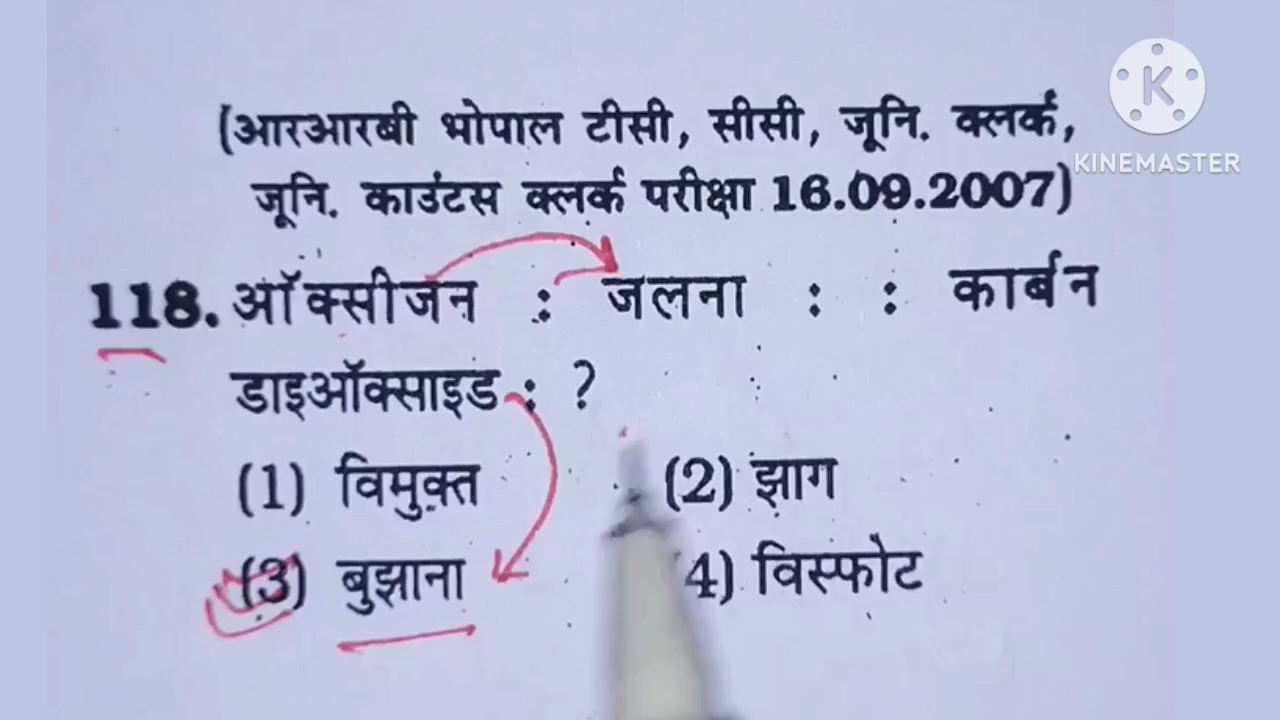 (आरआरबी भोपाल टीसी, सीसी, जूनि. क्लर्क,
जूनि. काउंटस क्लर्क परीक्षा 16.09.2007)
118. ऑक्सीजन : जलना : : कार्बन
डाइऑक्साइड : ?
(1) विमुक्त (2) झाग
(3) बुझाना (4) विस्फोट
K
KINEMASTER